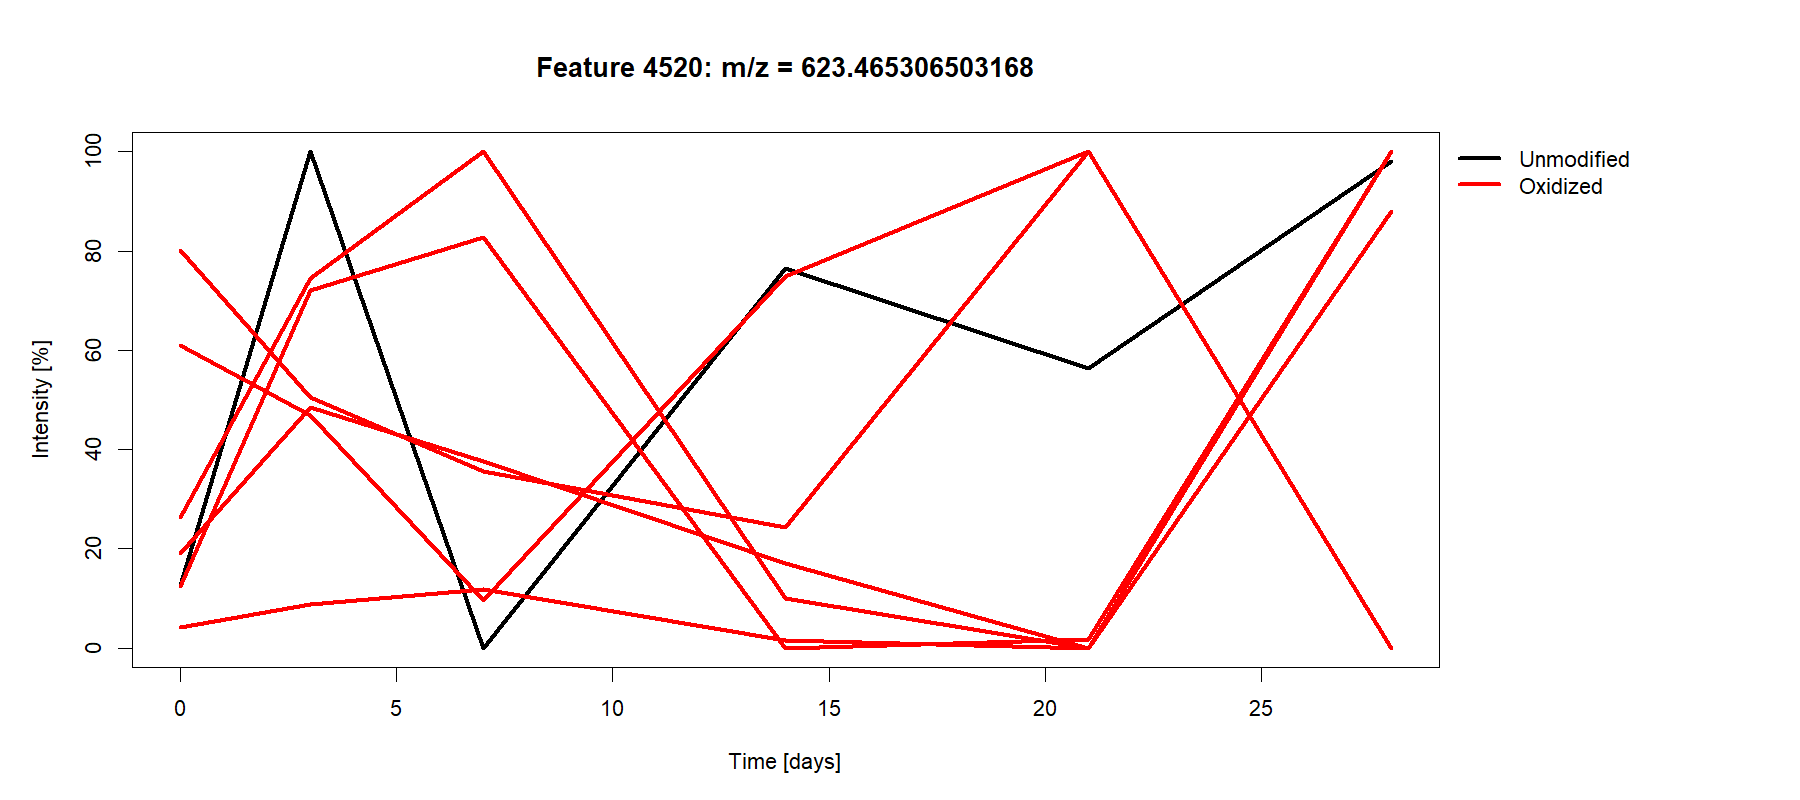 Feature 4520: m/z = 623.465306503168
Unmodified
Oxidized
Intensity [%]
100
80
60
40
20
0
0 5 10 15 20 25
Time [days]